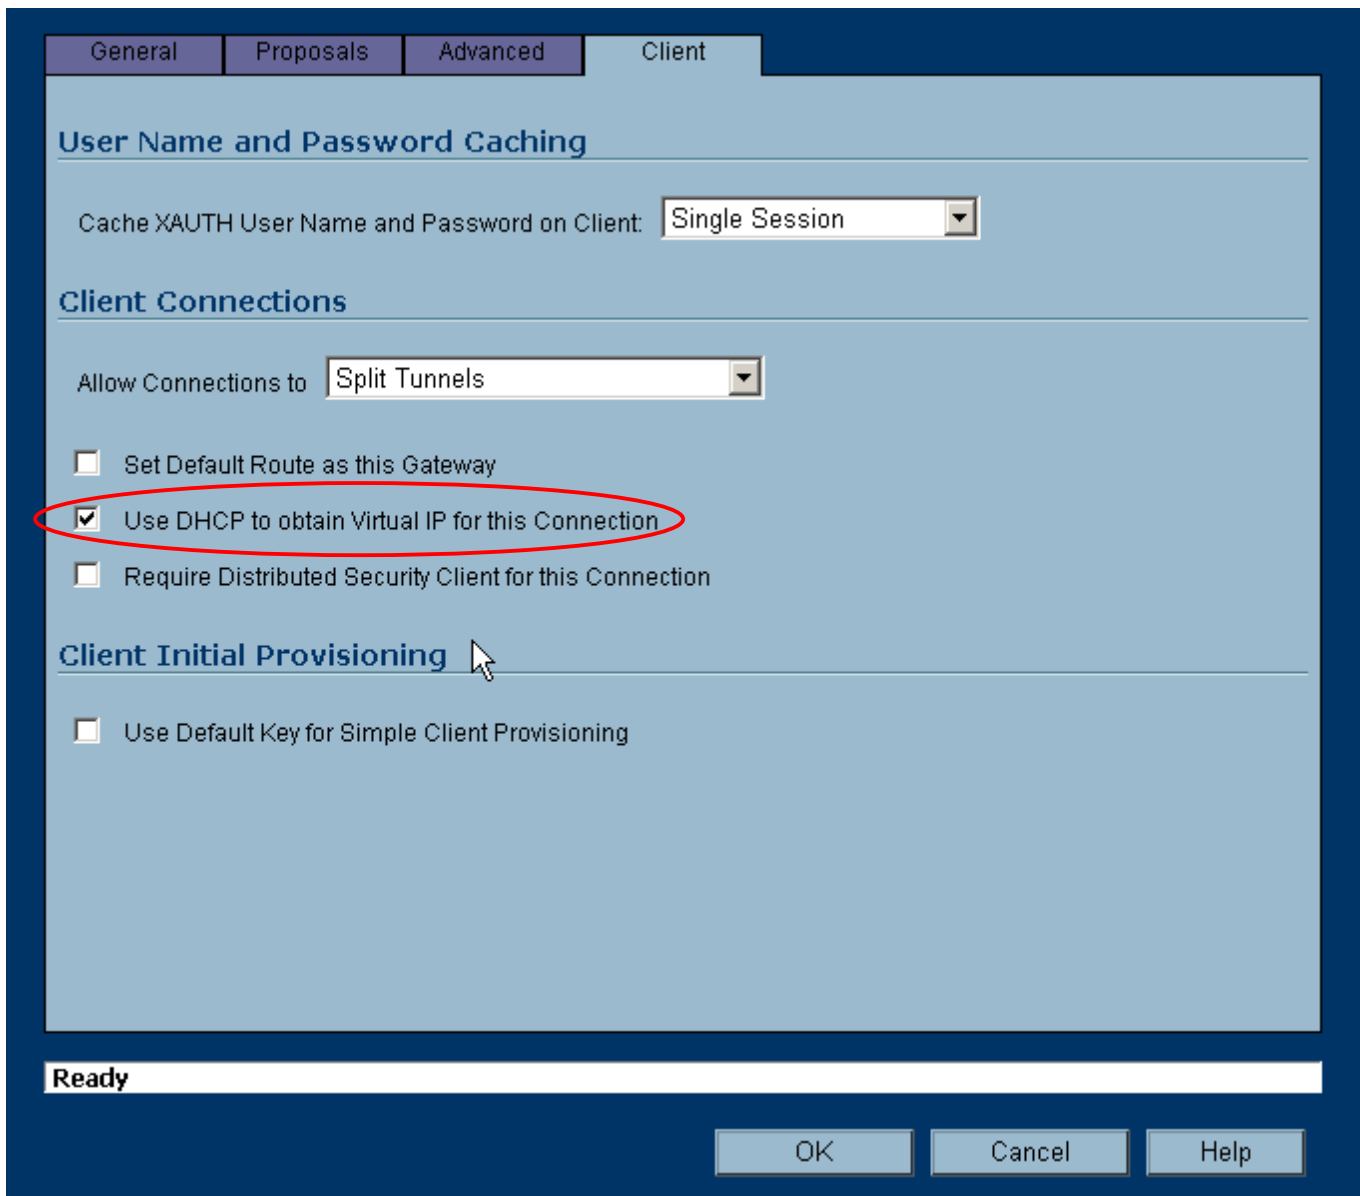 General Proposals Advanced Client
User Name and Password Caching
Cache XAUTH User Name and Password on Client: Single Session
Client Connections
Allow Connections to Split Tunnels
Set Default Route as this Gateway
Use DHCP to obtain Virtual IP for this Connection
Require Distributed Security Client for this Connection
Client Initial Provisioning
Use Default Key for Simple Client Provisioning
Ready
OK Cancel Help